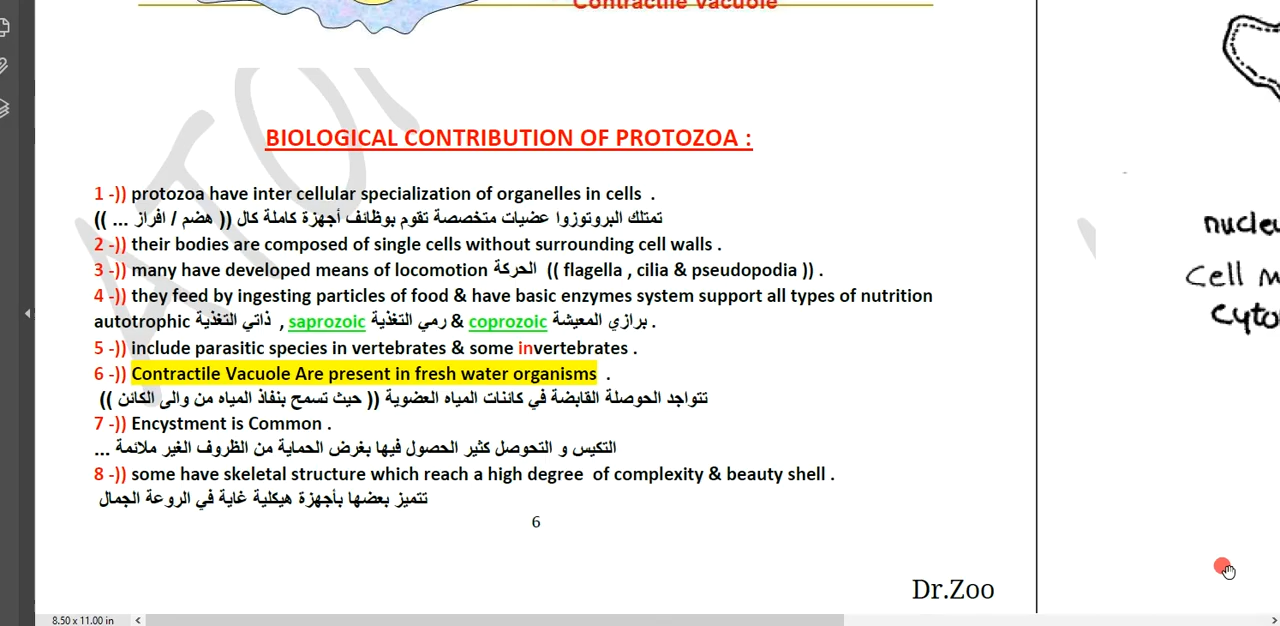 Contractile Vacuole
BIOLOGICAL CONTRIBUTION OF PROTOZOA :
1 -)) protozoa have inter cellular specialization of organelles in cells .
تمتلك البروتوزوا عضيات متخصصة تقوم بوظائف أجهزة كاملة كال (( هضم / افراز ... ))
2 -)) their bodies are composed of single cells without surrounding cell walls .
3 -)) many have developed means of locomotion الحركة (( flagella , cilia & pseudopodia )) .
4 -)) they feed by ingesting particles of food & have basic enzymes system support all types of nutrition
autotrophic ذاتي التغذية , saprozoic رمي التغذية & coprozoic برازي المعيشة .
5 -)) include parasitic species in vertebrates & some invertebrates .
6 -)) Contractile Vacuole Are present in fresh water organisms .
تتواجد الحوصلة القابضة في كائنات المياه العضوية (( حيث تسمح بنفاذ المياه من والى الكائن ))
7 -)) Encystment is Common .
التكيس و التحوصل كثير الحصول فيها بغرض الحماية من الظروف الغير ملائمة ...
8 -)) some have skeletal structure which reach a high degree of complexity & beauty shell .
تتميز بعضها بأجهزة هيكلية غاية في الروعة الجمال
6
Dr.Zoo
nucleu
Cell m
cyto
8.50 x 11.00 in